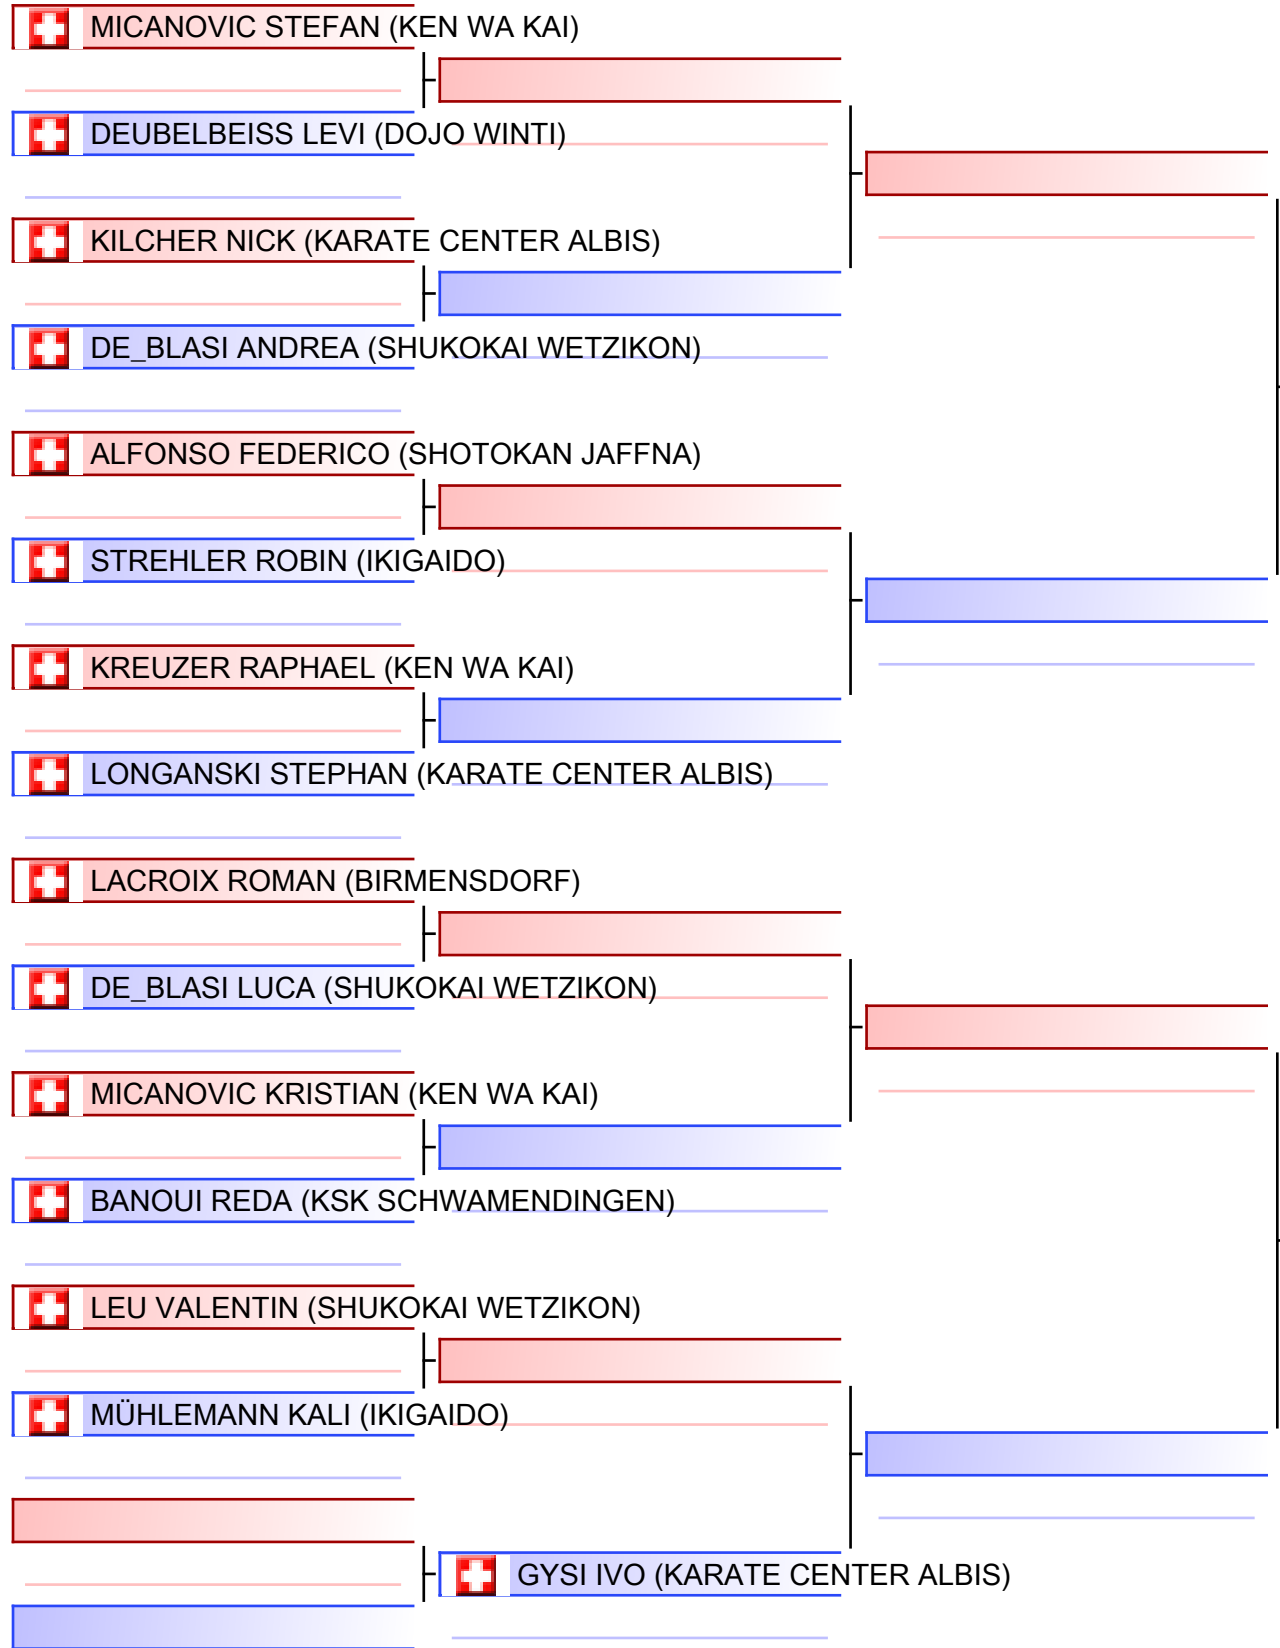 MICANOVIC STEFAN (KEN WA KAI)
DEUBELBEISS LEVI (DOJO WINTI)
KILCHER NICK (KARATE CENTER ALBIS)
DE_BLASI ANDREA (SHUKOKAI WETZIKON)
ALFONSO FEDERICO (SHOTOKAN JAFFNA)
STREHLER ROBIN (IKIGAIDO)
KREUZER RAPHAEL (KEN WA KAI)
LONGANSKI STEPHAN (KARATE CENTER ALBIS)
LACROIX ROMAN (BIRMENSDORF)
DE_BLASI LUCA (SHUKOKAI WETZIKON)
MICANOVIC KRISTIAN (KEN WA KAI)
BANOUI REDA (KSK SCHWAMENDINGEN)
LEU VALENTIN (SHUKOKAI WETZIKON)
MÜHLEMANN KALI (IKIGAIDO)
GYSI IVO (KARATE CENTER ALBIS)